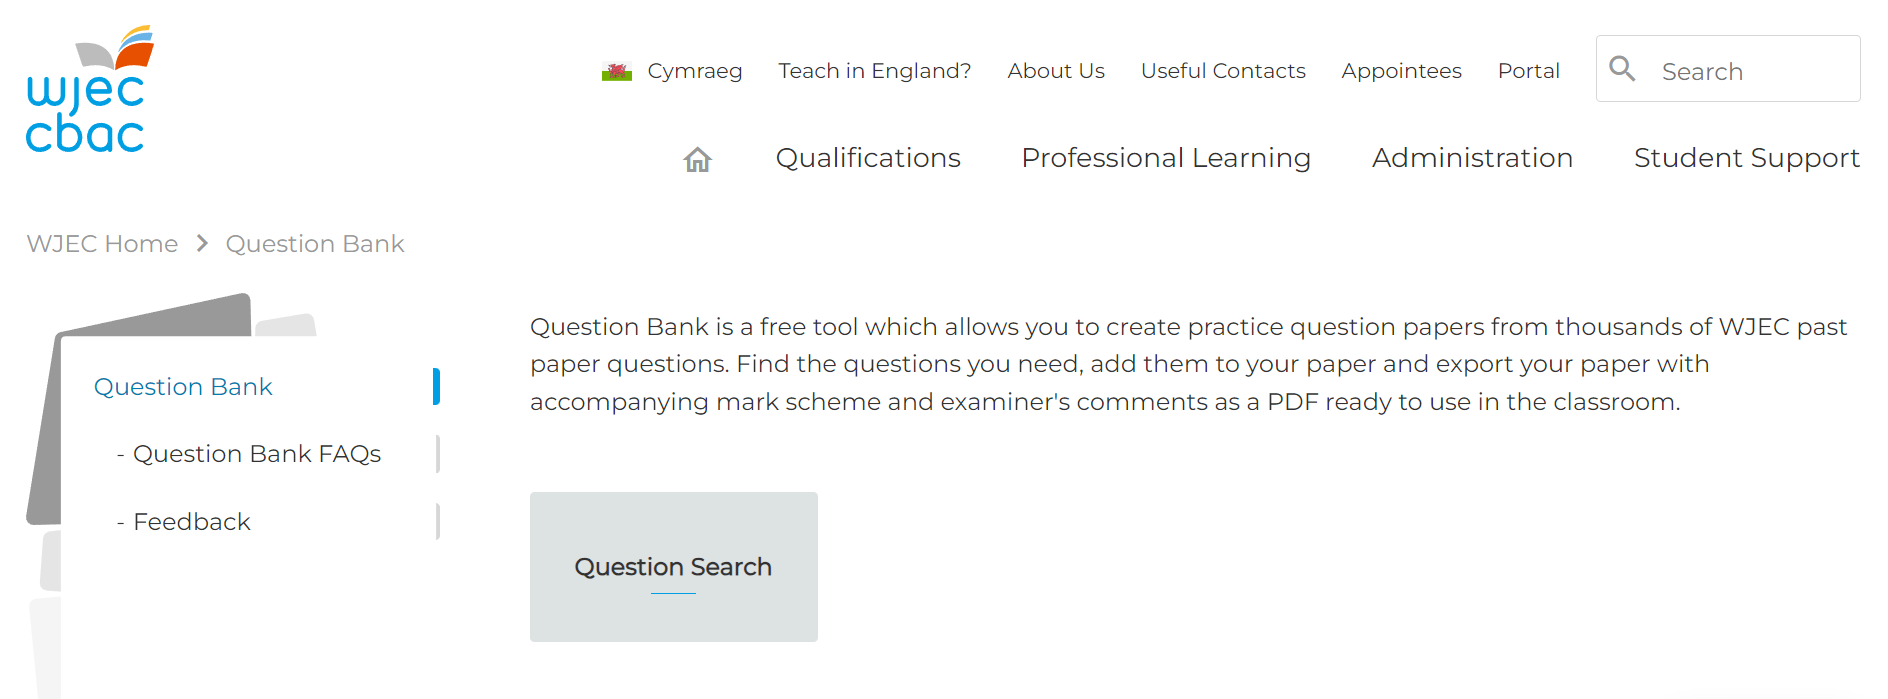 wjec
cbac
Cymraeg Teach in England? About Us Useful Contacts Appointees Portal Search
Qualifications Professional Learning Administration Student Support
WJEC Home Question Bank
Question Bank
- Question Bank FAQs
- Feedback
Question Bank is a free tool which allows you to create practice question papers from thousands of WJEC past
paper questions. Find the questions you need, add them to your paper and export your paper with
accompanying mark scheme and examiner's comments as a PDF ready to use in the classroom.
Question Search